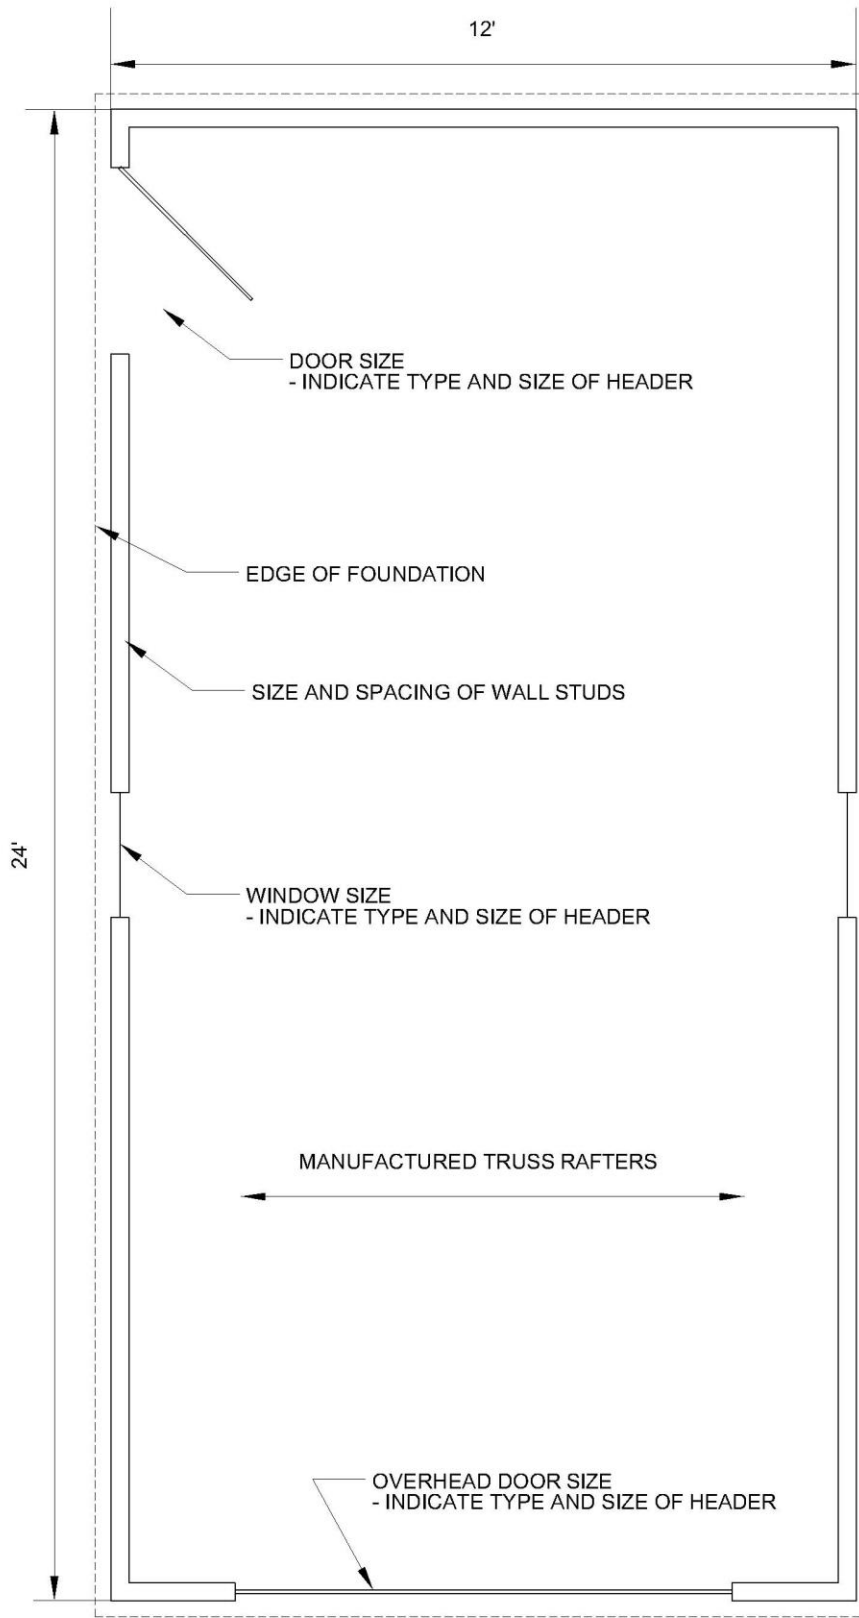 12'
DOOR SIZE
- INDICATE TYPE AND SIZE OF HEADER
EDGE OF FOUNDATION
SIZE AND SPACING OF WALL STUDS
24'
WINDOW SIZE
- INDICATE TYPE AND SIZE OF HEADER
MANUFACTURED TRUSS RAFTERS
OVERHEAD DOOR SIZE
- INDICATE TYPE AND SIZE OF HEADER